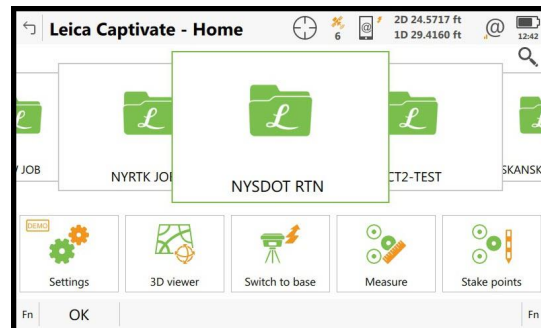 Leica Captivate - Home
6
@
2D 24.5717 ft
1D 29.4160 ft
@
12:42
JOB
NYRTK JO
NYSDOT RTN
CT2-TEST
SKANSK
DEMO
Settings
3D viewer
Switch to base
Measure
Stake points
Fn
OK
Fn